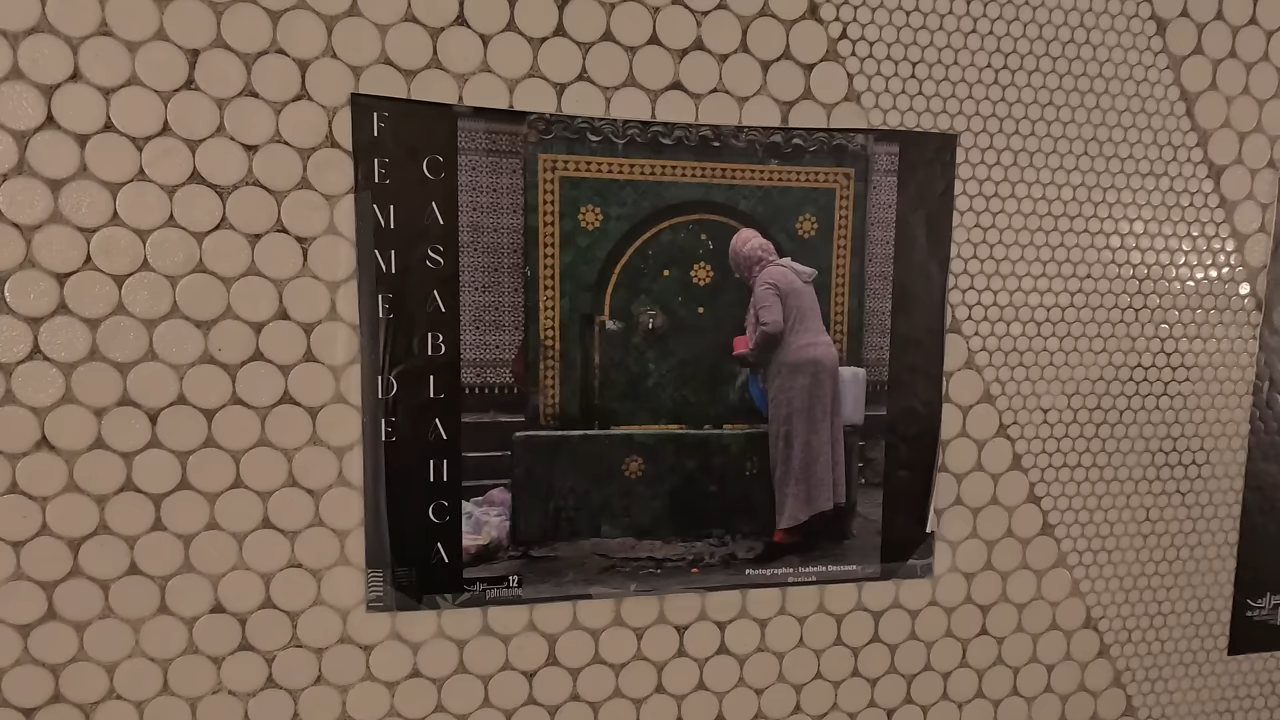 FEMME DE
CASABLANCA
12
patrimoine
Photographie : Isabelle Dessaux